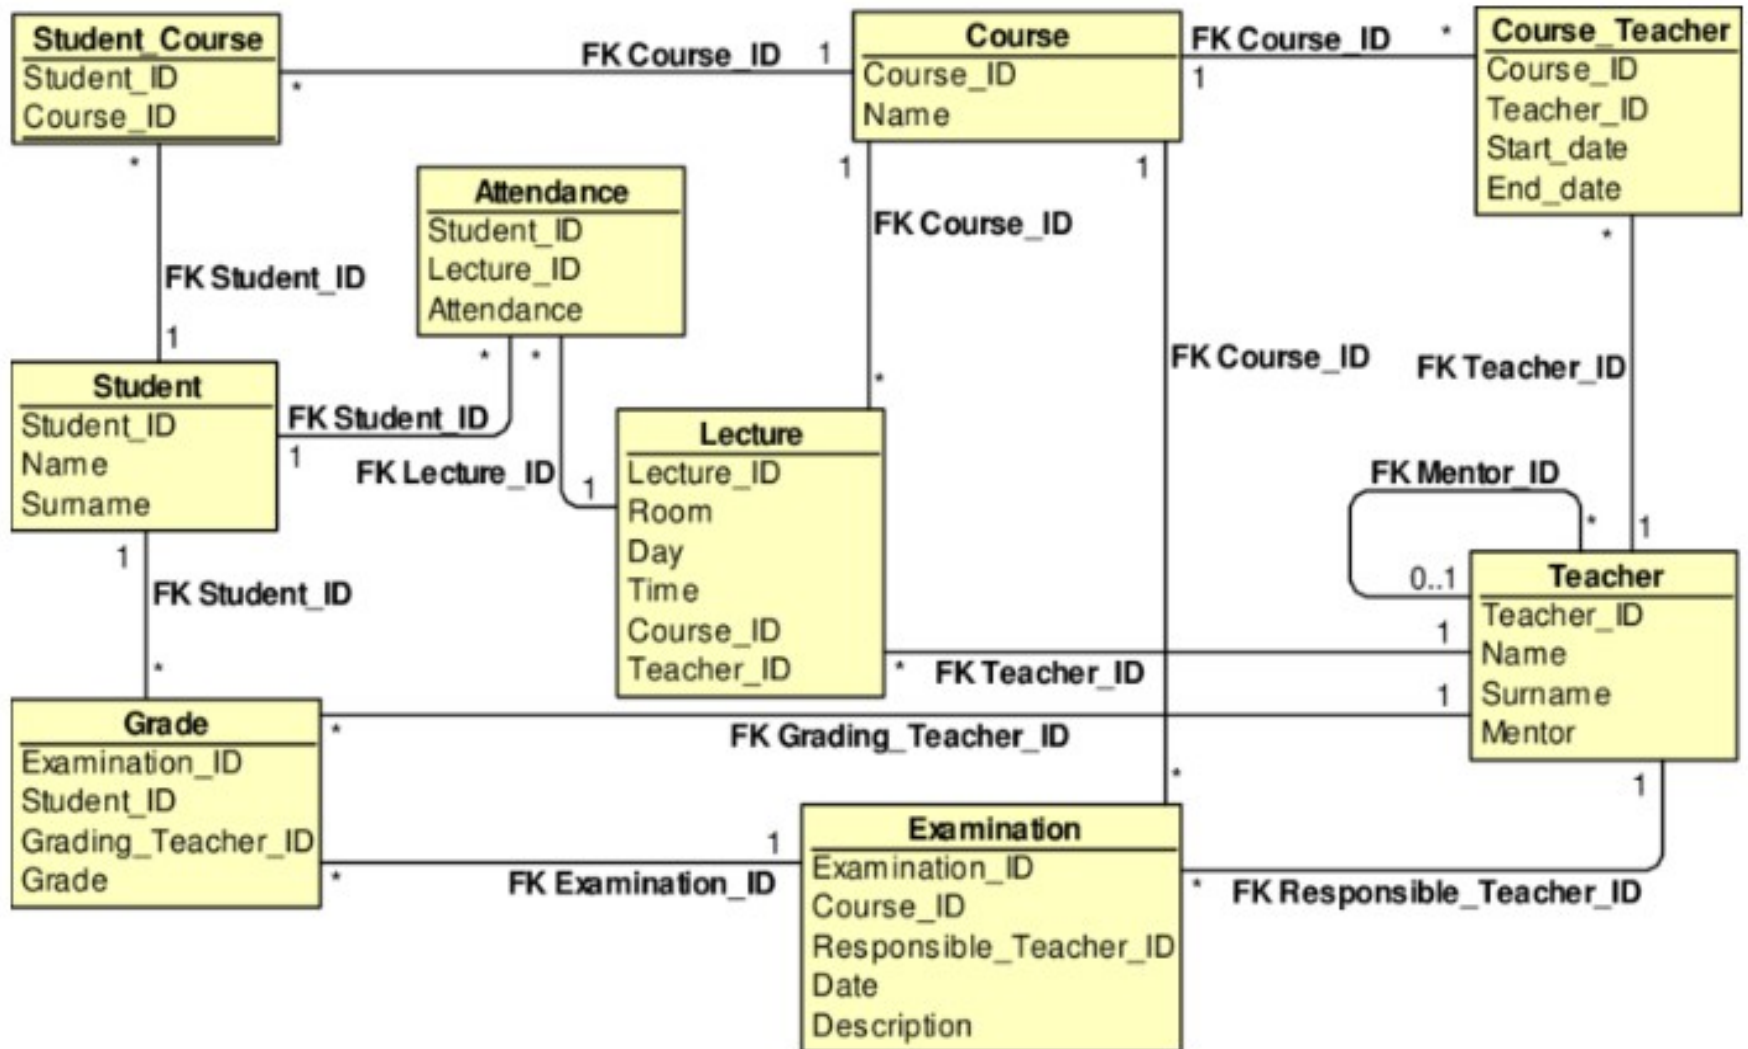 Student_Course
Student_ID
Course_ID
*
FK Course_ID
1
*
Course
Course_ID
Name
FK Course_ID
*
1
Course_Teacher
Course_ID
Teacher_ID
Start_date
End_date
*
FK Student_ID
1
Attendance
Student_ID
Lecture_ID
Attendance
*
*
1
FK Course_ID
*
1
FK Course_ID
*
FK Teacher_ID
1
Student
Student_ID
Name
Surname
FK Student_ID
1
FK Lecture_ID
1
Lecture
Lecture_ID
Room
Day
Time
Course_ID
Teacher_ID
FK Mentor_ID
*
0..1
Teacher
Teacher_ID
Name
Surname
Mentor
1
FK Student_ID
*
*
FK Teacher_ID
1
Grade
Examination_ID
Student_ID
Grading_Teacher_ID
Grade
*
FK Grading_Teacher_ID
1
*
1
FK Examination_ID
*
Examination
Examination_ID
Course_ID
Responsible_Teacher_ID
Date
Description
1
*
FK Responsible_Teacher_ID